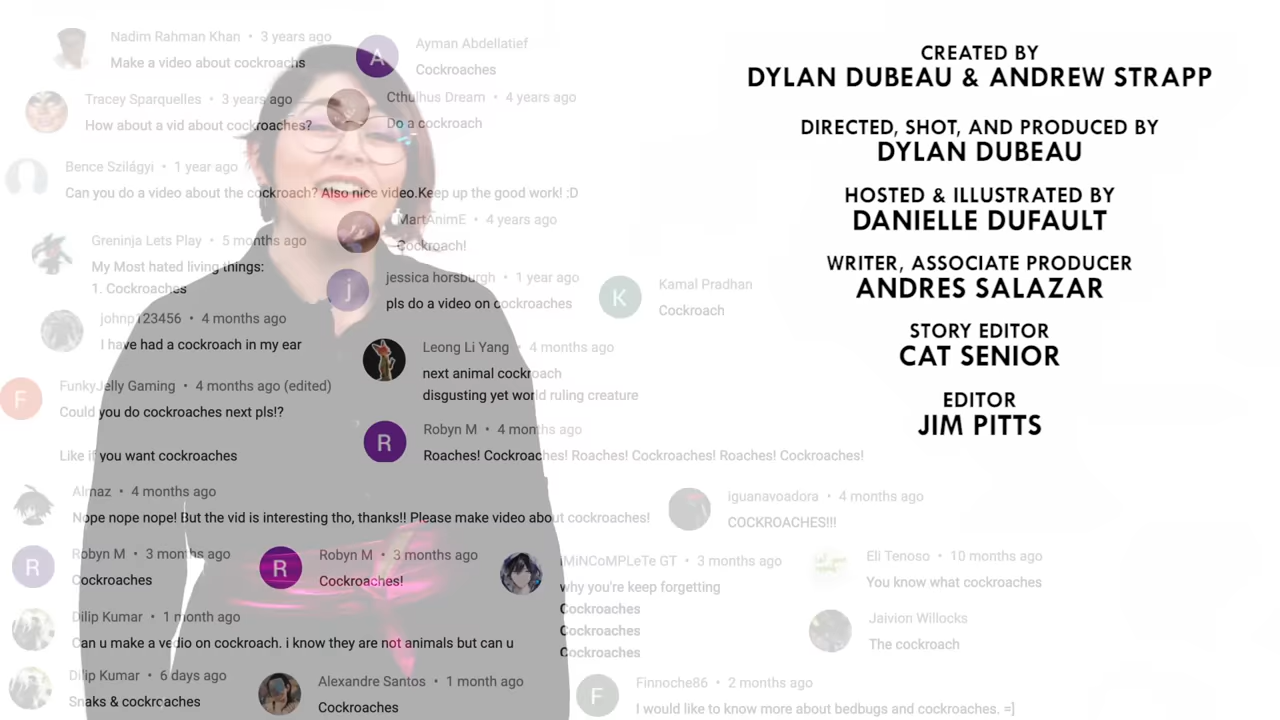 Nadim Rahman Khan • 3 years ago
Make a video about cockroachs
Ayman Abdellatief
Cockroaches
Tracey Sparquelles • 3 years ago
How about a vid about cockroaches?
Cthulhus Dream • 4 years ago
Do a cockroach
Bence Szilágyi • 1 year ago
Can you do a video about the cockroach? Also nice video.Keep up the good work! :D
MartAnimE • 4 years ago
Cockroach!
Greninja Lets Play • 5 months ago
My Most hated living things:
1. Cockroaches
jessica horsburgh • 1 year ago
pls do a video on cockroaches
K
Kamal Pradhan
Cockroach
johnp123456 • 4 months ago
I have had a cockroach in my ear
Leong Li Yang • 4 months ago
next animal cockroach
disgusting yet world ruling creature
FunkyJelly Gaming • 4 months ago (edited)
Could you do cockroaches next pls!?
Like if you want cockroaches
R
Robyn M • 4 months ago
Roaches! Cockroaches! Roaches! Cockroaches! Roaches! Cockroaches!
Almaz • 4 months ago
Nope nope nope! But the vid is interesting tho, thanks!! Please make video about cockroaches!
iguanavoadora • 4 months ago
COCKROACHES!!!
R
Robyn M • 3 months ago
Cockroaches
R
Robyn M • 3 months ago
Cockroaches!
iMiNCoMPLeTe GT • 3 months ago
why you're keep forgetting
Cockroaches
Cockroaches
Cockroaches
Eli Tenoso • 10 months ago
You know what cockroaches
Dilip Kumar • 1 month ago
Can u make a vedio on cockroach. i know they are not animals but can u
Jaivion Willocks
The cockroach
Dilip Kumar • 6 days ago
Snaks & cockroaches
Alexandre Santos • 1 month ago
Cockroaches
F
Finnoche86 • 2 months ago
I would like to know more about bedbugs and cockroaches. =]
A
j
F
CREATED BY
DYLAN DUBEAU & ANDREW STRAPP
DIRECTED, SHOT, AND PRODUCED BY
DYLAN DUBEAU
HOSTED & ILLUSTRATED BY
DANIELLE DUFAULT
WRITER, ASSOCIATE PRODUCER
ANDRES SALAZAR
STORY EDITOR
CAT SENIOR
EDITOR
JIM PITTS